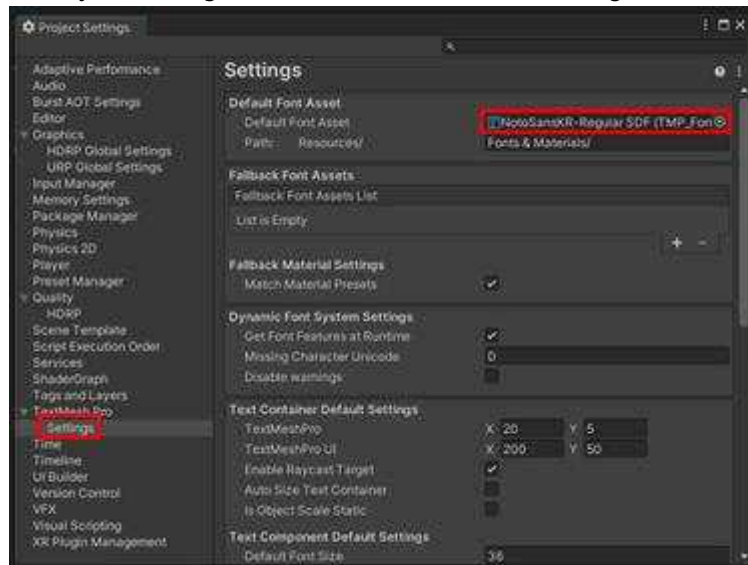 Project Settings
Adaptive Performance
Audio
Burst AOT Settings
Editor
Graphics
HDRP Global Settings
URP Global Settings
Input Manager
Memory Settings
Package Manager
Physics
Physics 2D
Player
Preset Manager
Quality
HDRP
Scene Template
Script Execution Order
Services
ShaderGraph
Tags and Layers
TextMesh Pro
Settings
Time
Timeline
UI Builder
Version Control
VFX
Visual Scripting
XR Plugin Management
Settings
Default Font Asset
Default Font Asset NotoSansKR-Regular SDF (TMP_Fon
Path: Resources/ Fonts & Materials/
Fallback Font Assets
Fallback Font Assets List
List is Empty
+ -
Fallback Material Settings
Match Material Presets
Dynamic Font System Settings
Get Font Features at Runtime
Missing Character Unicode 0
Disable warnings
Text Container Default Settings
TextMeshPro X 20 Y 5
TextMeshPro UI X 200 Y 50
Enable Raycast Target
Auto Size Text Container
Is Object Scale Static
Text Component Default Settings
Default Font Size 36